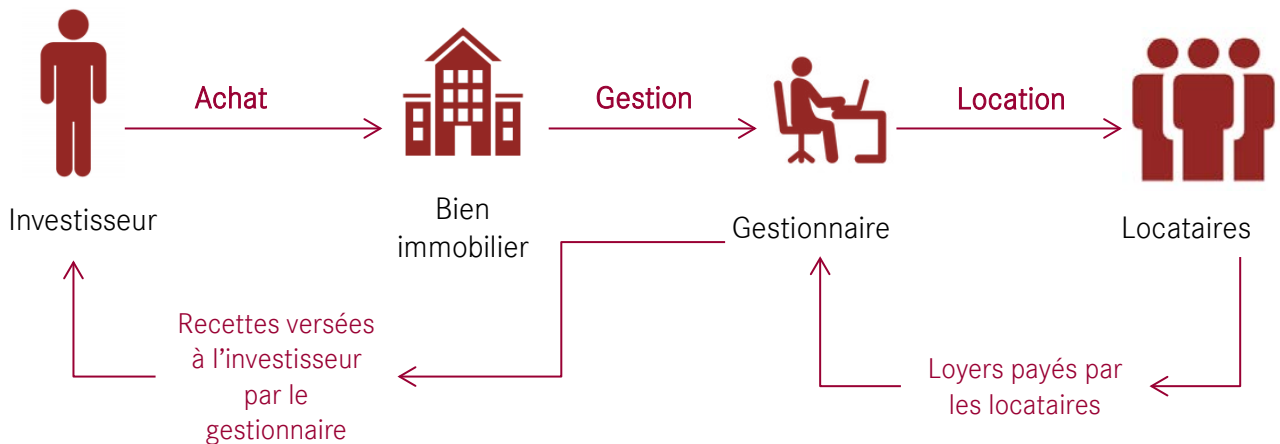 Achat
Gestion
Location
Investisseur
Bien
immobilier
Gestionnaire
Locataires
Recettes versées
à l’investisseur
par le
gestionnaire
Loyers payés par
les locataires